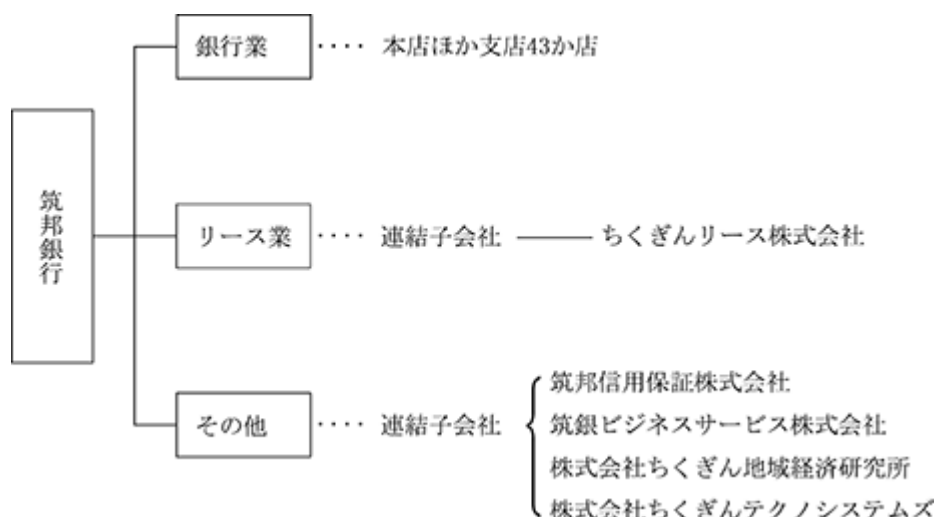 筑邦銀行
銀行業 ‥‥ 本店ほか支店43か店
リース業 ‥‥ 連結子会社 ─── ちくぎんリース株式会社
その他 ‥‥ 連結子会社
筑邦信用保証株式会社
筑銀ビジネスサービス株式会社
株式会社ちくぎん地域経済研究所
株式会社ちくぎんテクノシステムズ